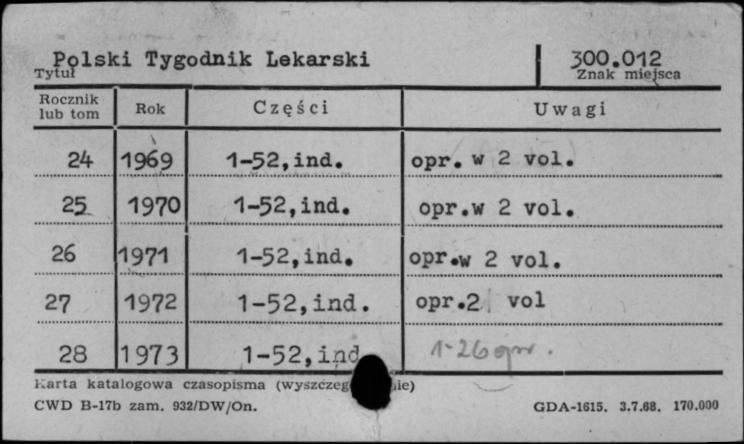 Polski Tygodnik Lekarski 300.012
Tytuł Znak miejsca
Rocznik lub tom Rok Części Uwagi
24 1969 1-52,ind. opr. w 2 vol.
25 1970 1-52,ind. opr.w 2 vol.
26 1971 1-52,ind. opr.w 2 vol.
27 1972 1-52,ind. opr.2 vol
28 1973 1-52,ind 1-26 opr.
Karta katalogowa czasopisma
CWD B-17b zam. 932/DW/On. GDA-1615. 3.7.68. 170.000